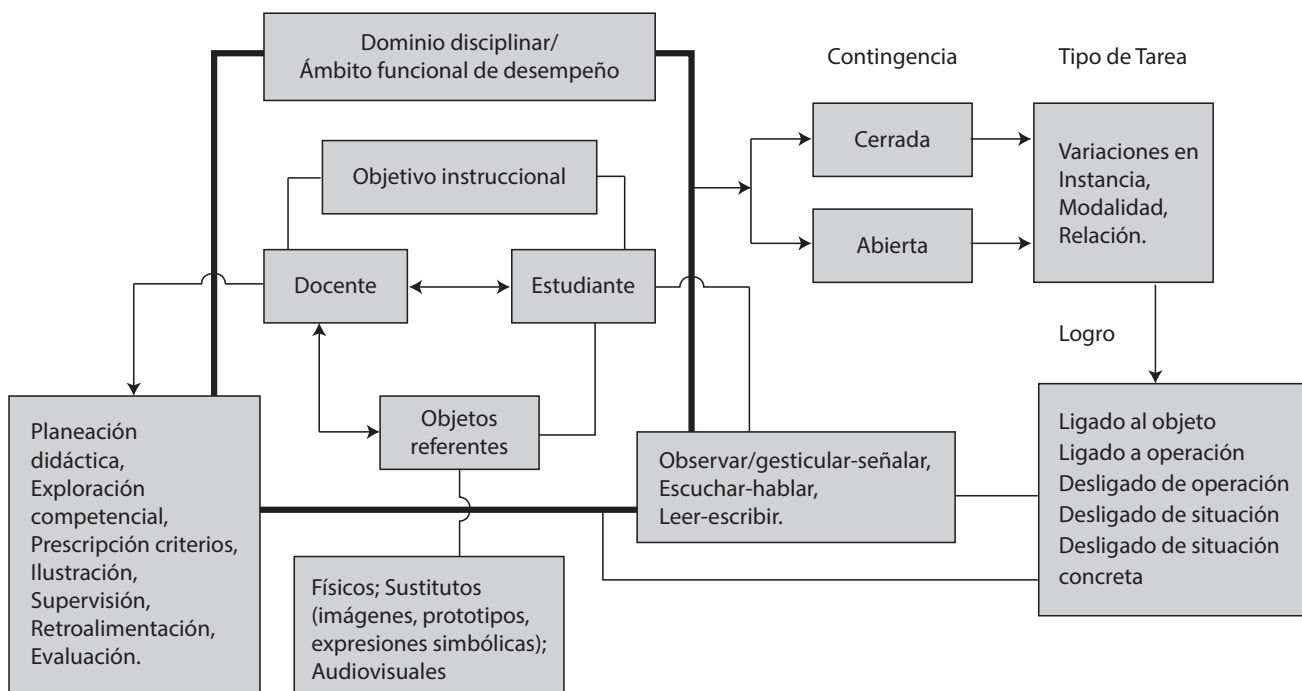 Dominio disciplinar/
Ámbito funcional de desempeño
Contingencia
Tipo de Tarea
Cerrada
Abierta
Variaciones en
Instancia,
Modalidad,
Relación.
Objetivo instruccional
Docente
Estudiante
Objetos
referentes
Logro
Planeación
didáctica,
Exploración
competencial,
Prescripción criterios,
Ilustración,
Supervisión,
Retroalimentación,
Evaluación.
Observar/gesticular-señalar,
Escuchar-hablar,
Leer-escribir.
Ligado al objeto
Ligado a operación
Desligado de operación
Desligado de situación
Desligado de situación
concreta
Físicos; Sustitutos
(imágenes, prototipos,
expresiones simbólicas);
Audiovisuales